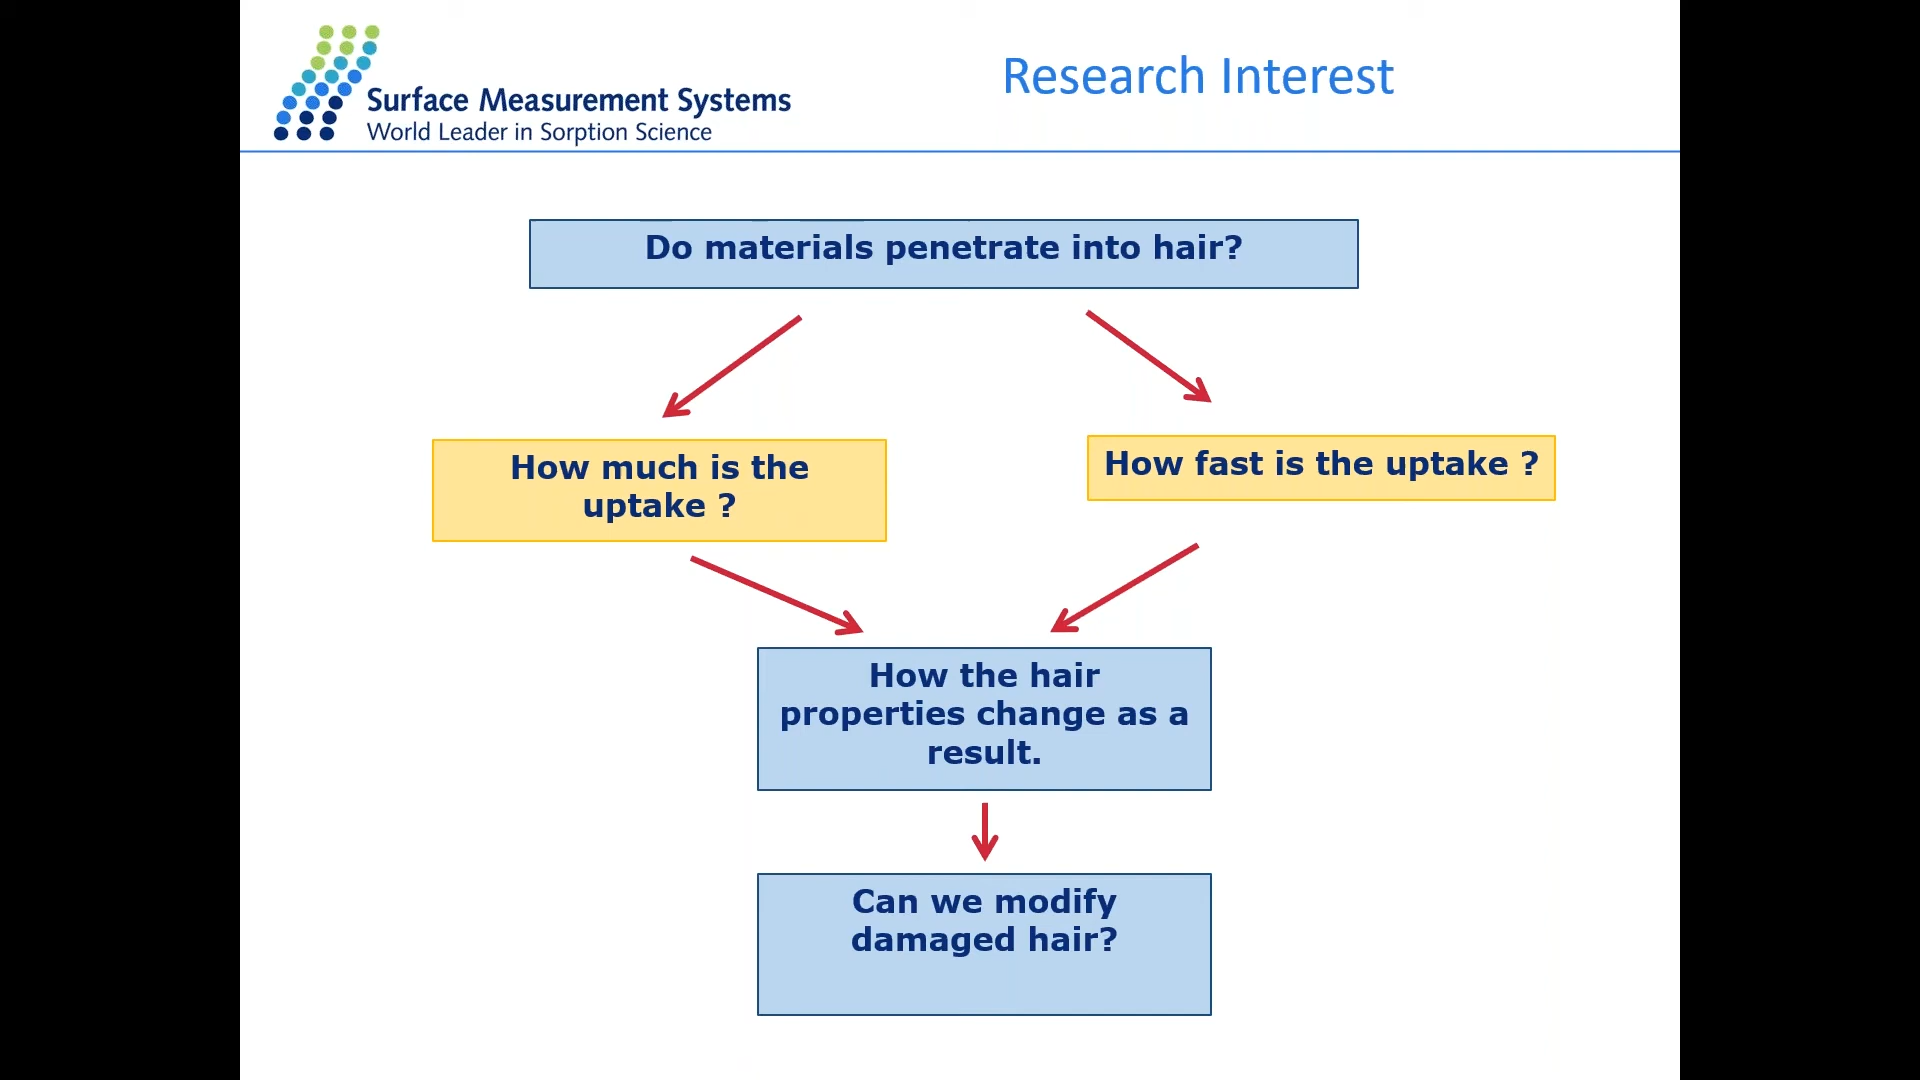 Surface Measurement Systems
World Leader in Sorption Science
Research Interest
Do materials penetrate into hair?
How much is the
uptake ?
How fast is the uptake ?
How the hair
properties change as a
result.
Can we modify
damaged hair?